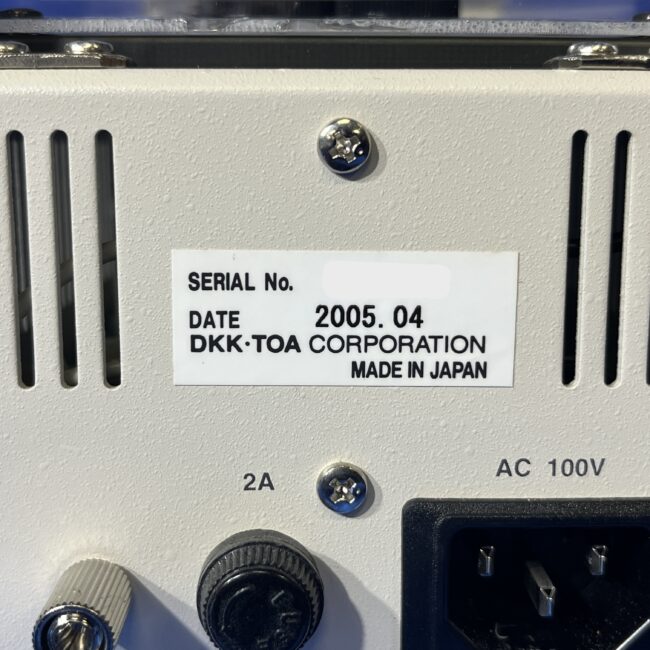 SERIAL No.
DATE 2005.04
DKK·TOA CORPORATION
MADE IN JAPAN
2A
AC 100V